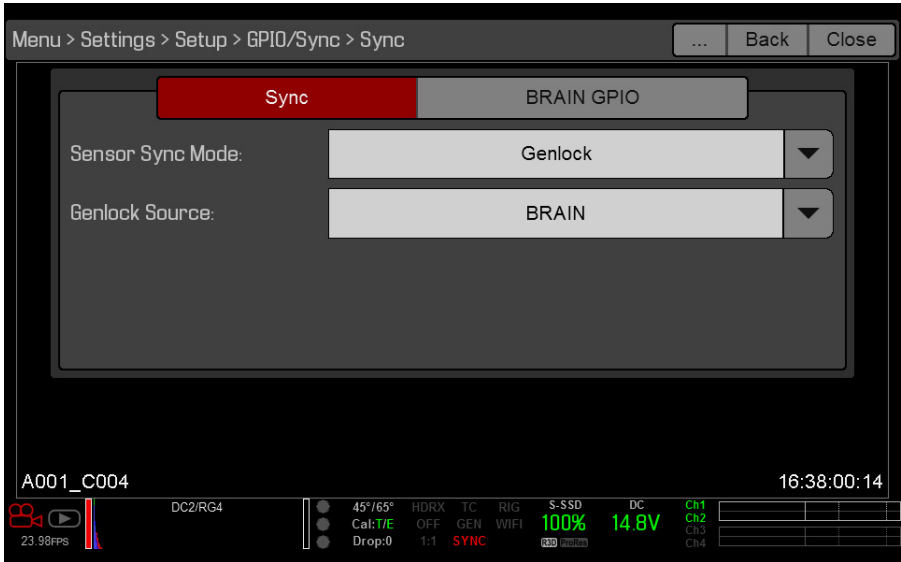 Menu > Settings > Setup > GPIO/Sync > Sync
... Back Close
Sync BRAIN GPIO
Sensor Sync Mode: Genlock
Genlock Source: BRAIN
A001_C004 16:38:00:14
DC2/RG4 45°/65° HDRX TC RIG S-SSD DC Ch1
Cal:T/E OFF GEN WIFI 100% 14.8V Ch2
23.98FPS Drop:0 1:1 SYNC R3D ProRes Ch3
Ch4